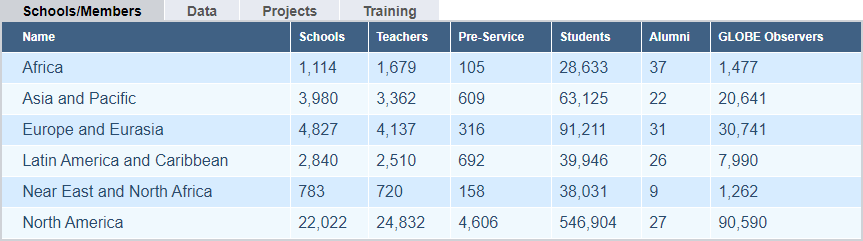 Schools/Members Data Projects Training
Name Schools Teachers Pre-Service Students Alumni GLOBE Observers
Africa 1,114 1,679 105 28,633 37 1,477
Asia and Pacific 3,980 3,362 609 63,125 22 20,641
Europe and Eurasia 4,827 4,137 316 91,211 31 30,741
Latin America and Caribbean 2,840 2,510 692 39,946 26 7,990
Near East and North Africa 783 720 158 38,031 9 1,262
North America 22,022 24,832 4,606 546,904 27 90,590